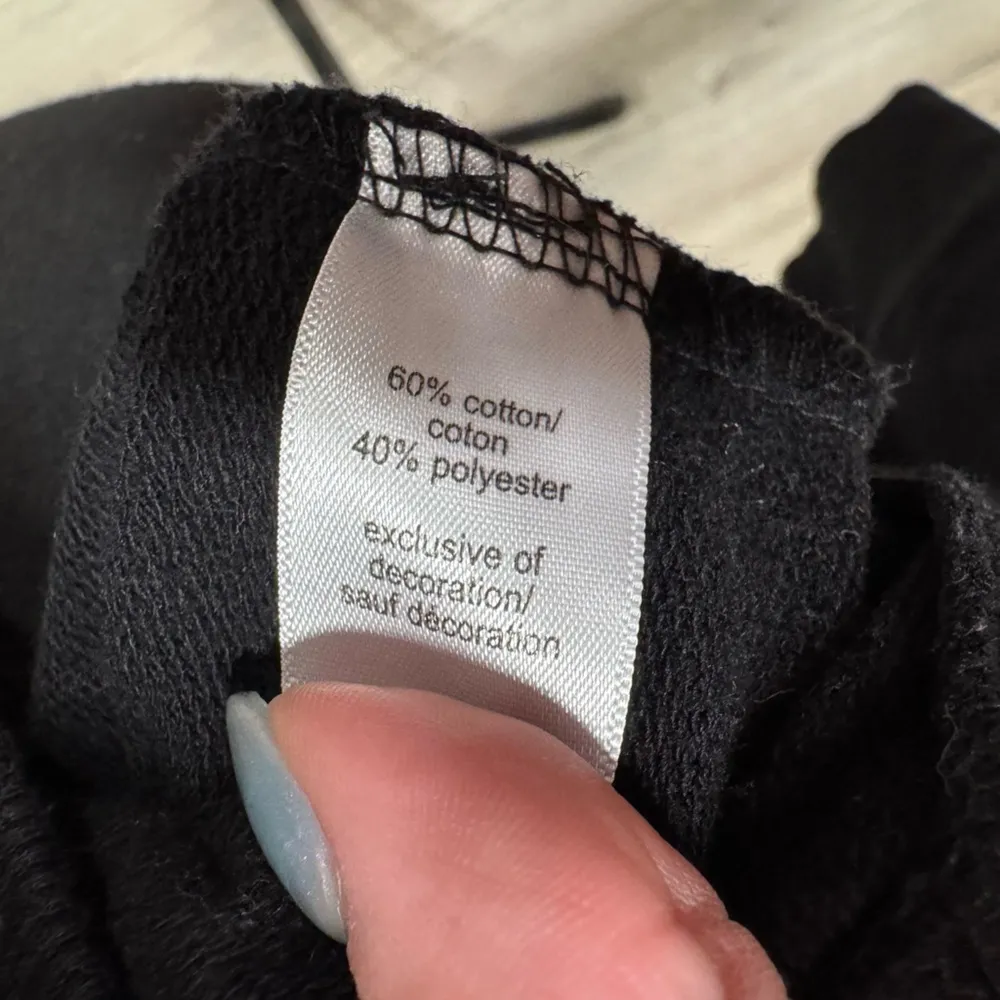 60% cotton/
coton
40% polyester
exclusive of
decoration/
sauf décoration